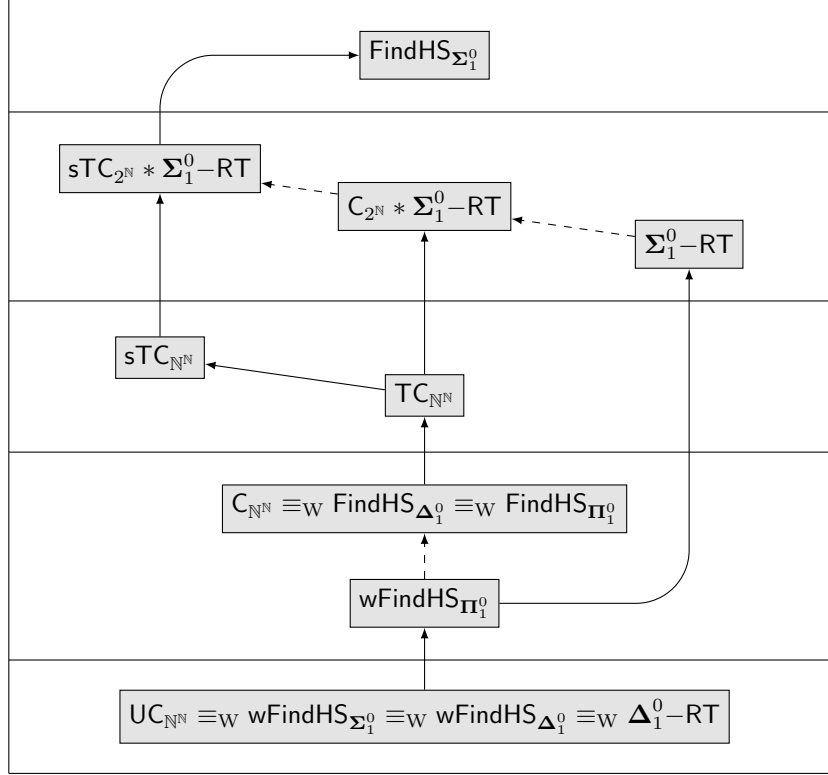 FindHS_{𝚺^0_1}
sTC_{2^ℕ} ∗ 𝚺^0_1−RT
C_{2^ℕ} ∗ 𝚺^0_1−RT
𝚺^0_1−RT
sTC_{ℕ^ℕ}
TC_{ℕ^ℕ}
C_{ℕ^ℕ} ≡_W FindHS_{𝚫^0_1} ≡_W FindHS_{𝚷^0_1}
wFindHS_{𝚷^0_1}
UC_{ℕ^ℕ} ≡_W wFindHS_{𝚺^0_1} ≡_W wFindHS_{𝚫^0_1} ≡_W 𝚫^0_1−RT